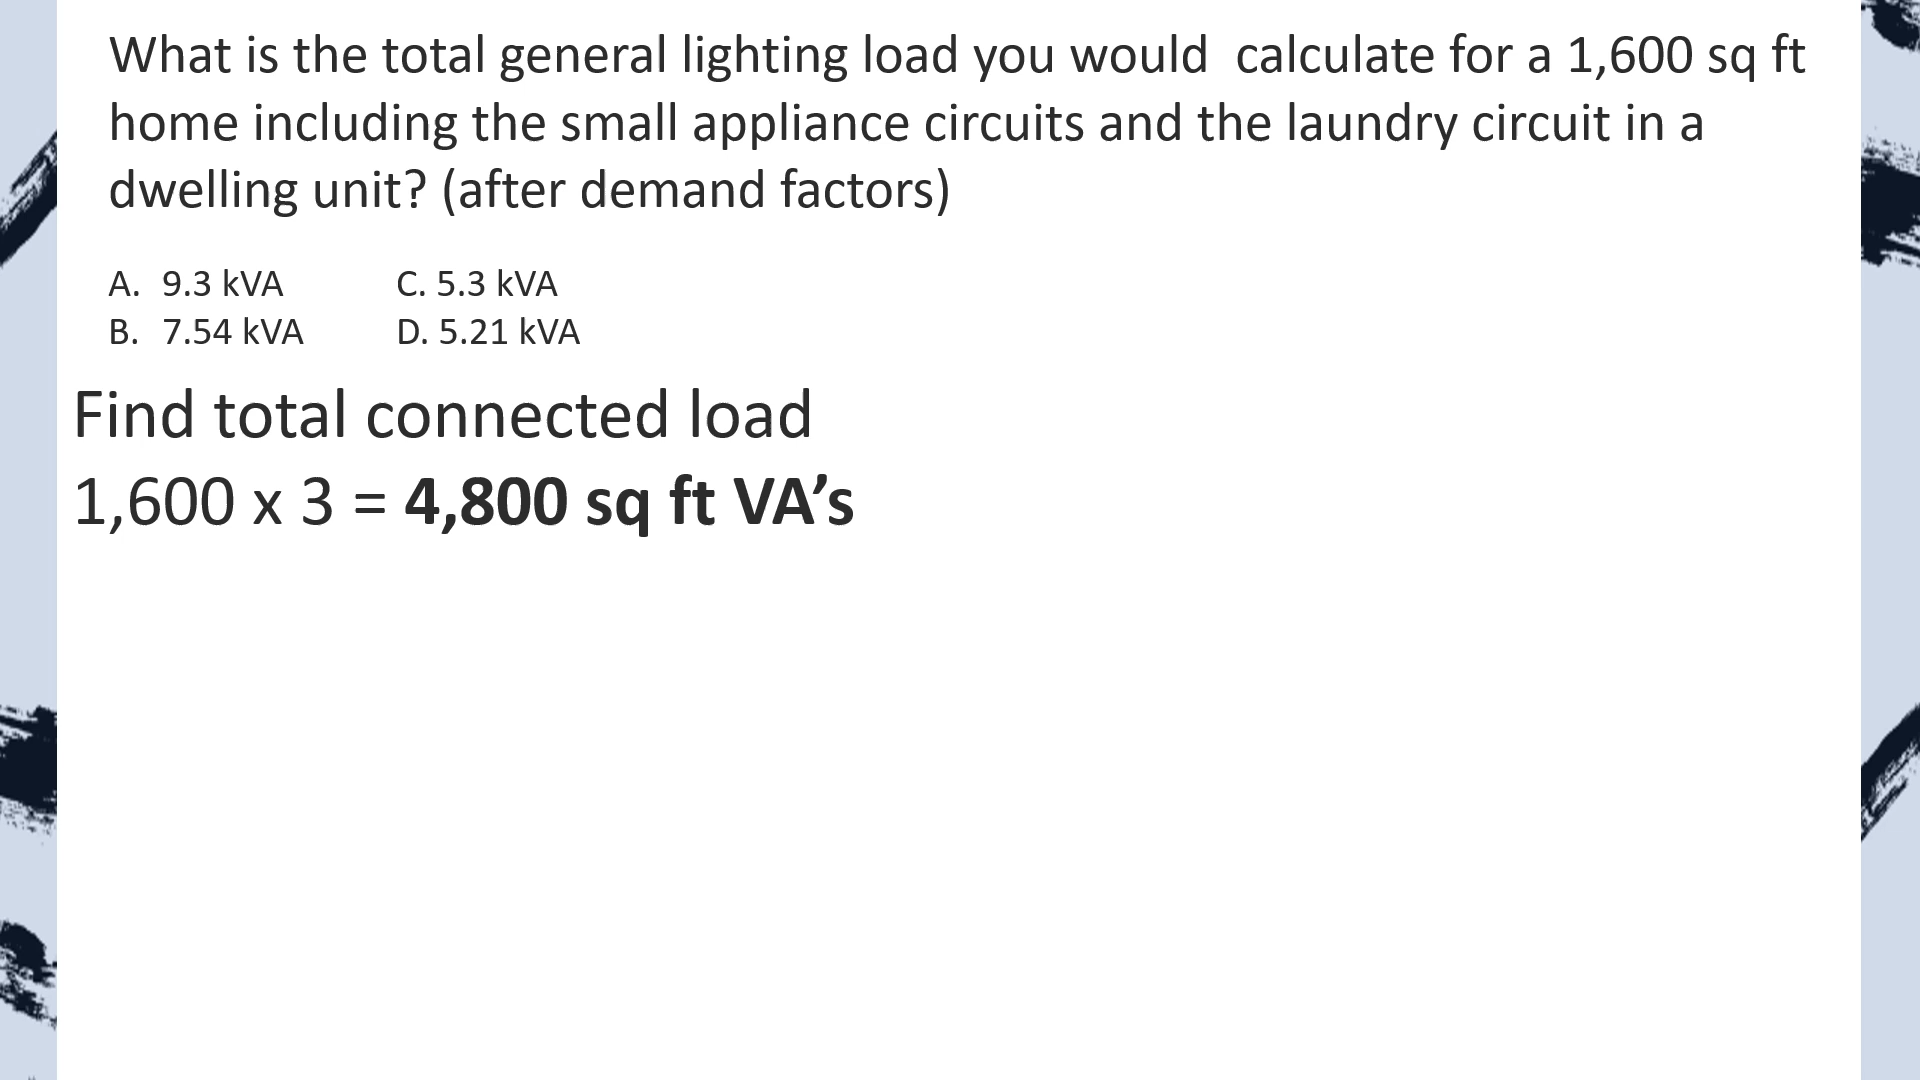 What is the total general lighting load you would  calculate for a 1,600 sq ft
home including the small appliance circuits and the laundry circuit in a
dwelling unit? (after demand factors)
A. 9.3 kVA C. 5.3 kVA
B. 7.54 kVA D. 5.21 kVA
Find total connected load
1,600 x 3 = 4,800 sq ft VA’s